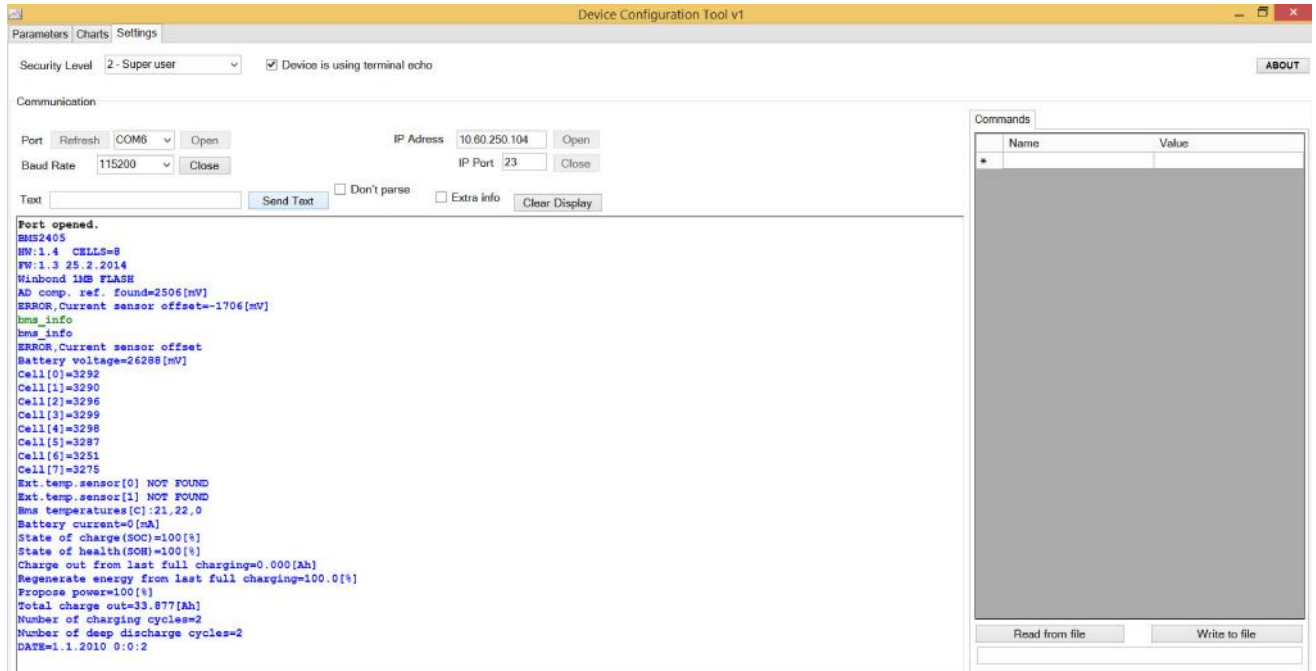 Device Configuration Tool v1
Parameters Charts Settings
Security Level 2 - Super user Device is using terminal echo ABOUT
Communication
Port Refresh COM6 Open IP Adress 10.60.250.104 Open
Baud Rate 115200 Close IP Port 23 Close
Text Send Text Don't parse Extra info Clear Display
Commands
Name Value
*
Port opened.
BMS2405
HW:1.4 CELLS=8
FW:1.3 25.2.2014
Winbond 1MB FLASH
AD comp. ref. found=2506[mV]
ERROR,Current sensor offset=-1706[mV]
bms_info
bms_info
ERROR,Current sensor offset
Battery voltage=26288[mV]
Cell[0]=3292
Cell[1]=3290
Cell[2]=3296
Cell[3]=3299
Cell[4]=3298
Cell[5]=3287
Cell[6]=3251
Cell[7]=3275
Ext.temp.sensor[0] NOT FOUND
Ext.temp.sensor[1] NOT FOUND
Bms temperatures[C]:21,22,0
Battery current=0[mA]
State of charge(SOC)=100[%]
State of health(SOH)=100[%]
Charge out from last full charging=0.000[Ah]
Regenerate energy from last full charging=100.0[%]
Propose power=100[%]
Total charge out=33.877[Ah]
Number of charging cycles=2
Number of deep discharge cycles=2
DATE=1.1.2010 0:0:2
Read from file Write to file